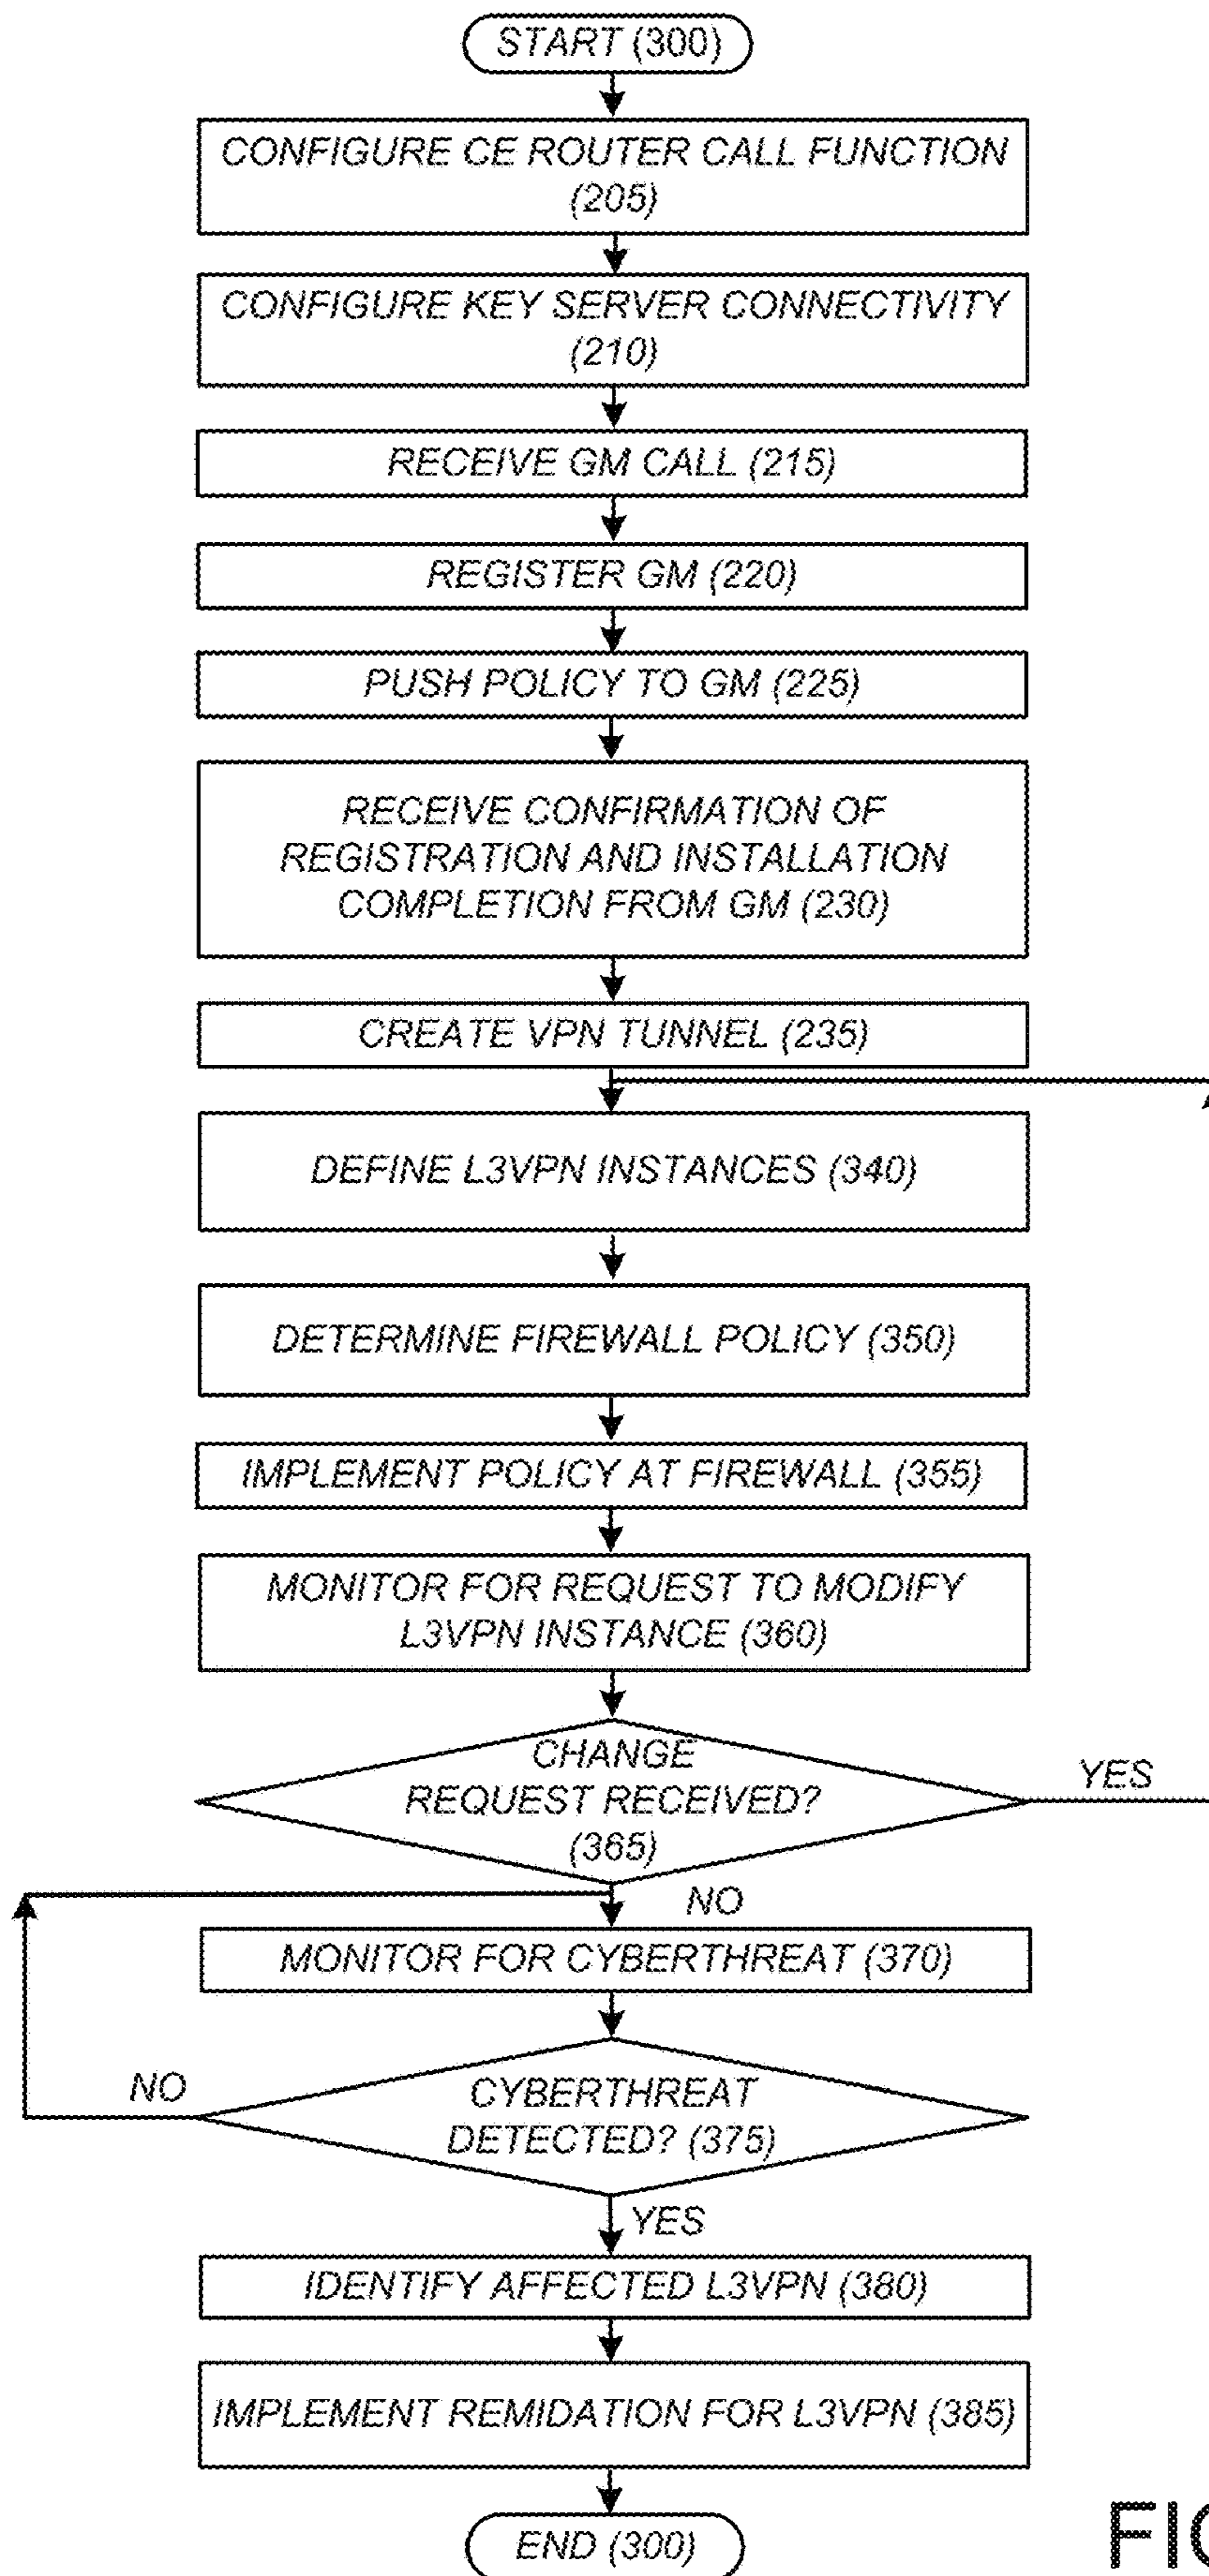 START (300)
CONFIGURE CE ROUTER CALL FUNCTION
(205)
CONFIGURE KEY SERVER CONNECTIVITY
(210)
RECEIVE GM CALL (215)
REGISTER GM (220)
PUSH POLICY TO GM (225)
RECEIVE CONFIRMATION OF
REGISTRATION AND INSTALLATION
COMPLETION FROM GM (230)
CREATE VPN TUNNEL (235)
DEFINE L3VPN INSTANCES (340)
DETERMINE FIREWALL POLICY (350)
IMPLEMENT POLICY AT FIREWALL (355)
MONITOR FOR REQUEST TO MODIFY
L3VPN INSTANCE (360)
CHANGE
REQUEST RECEIVED?
(365)
YES
NO
MONITOR FOR CYBERTHREAT (370)
NO
CYBERTHREAT
DETECTED? (375)
YES
IDENTIFY AFFECTED L3VPN (380)
IMPLEMENT REMIDATION FOR L3VPN (385)
END (300)